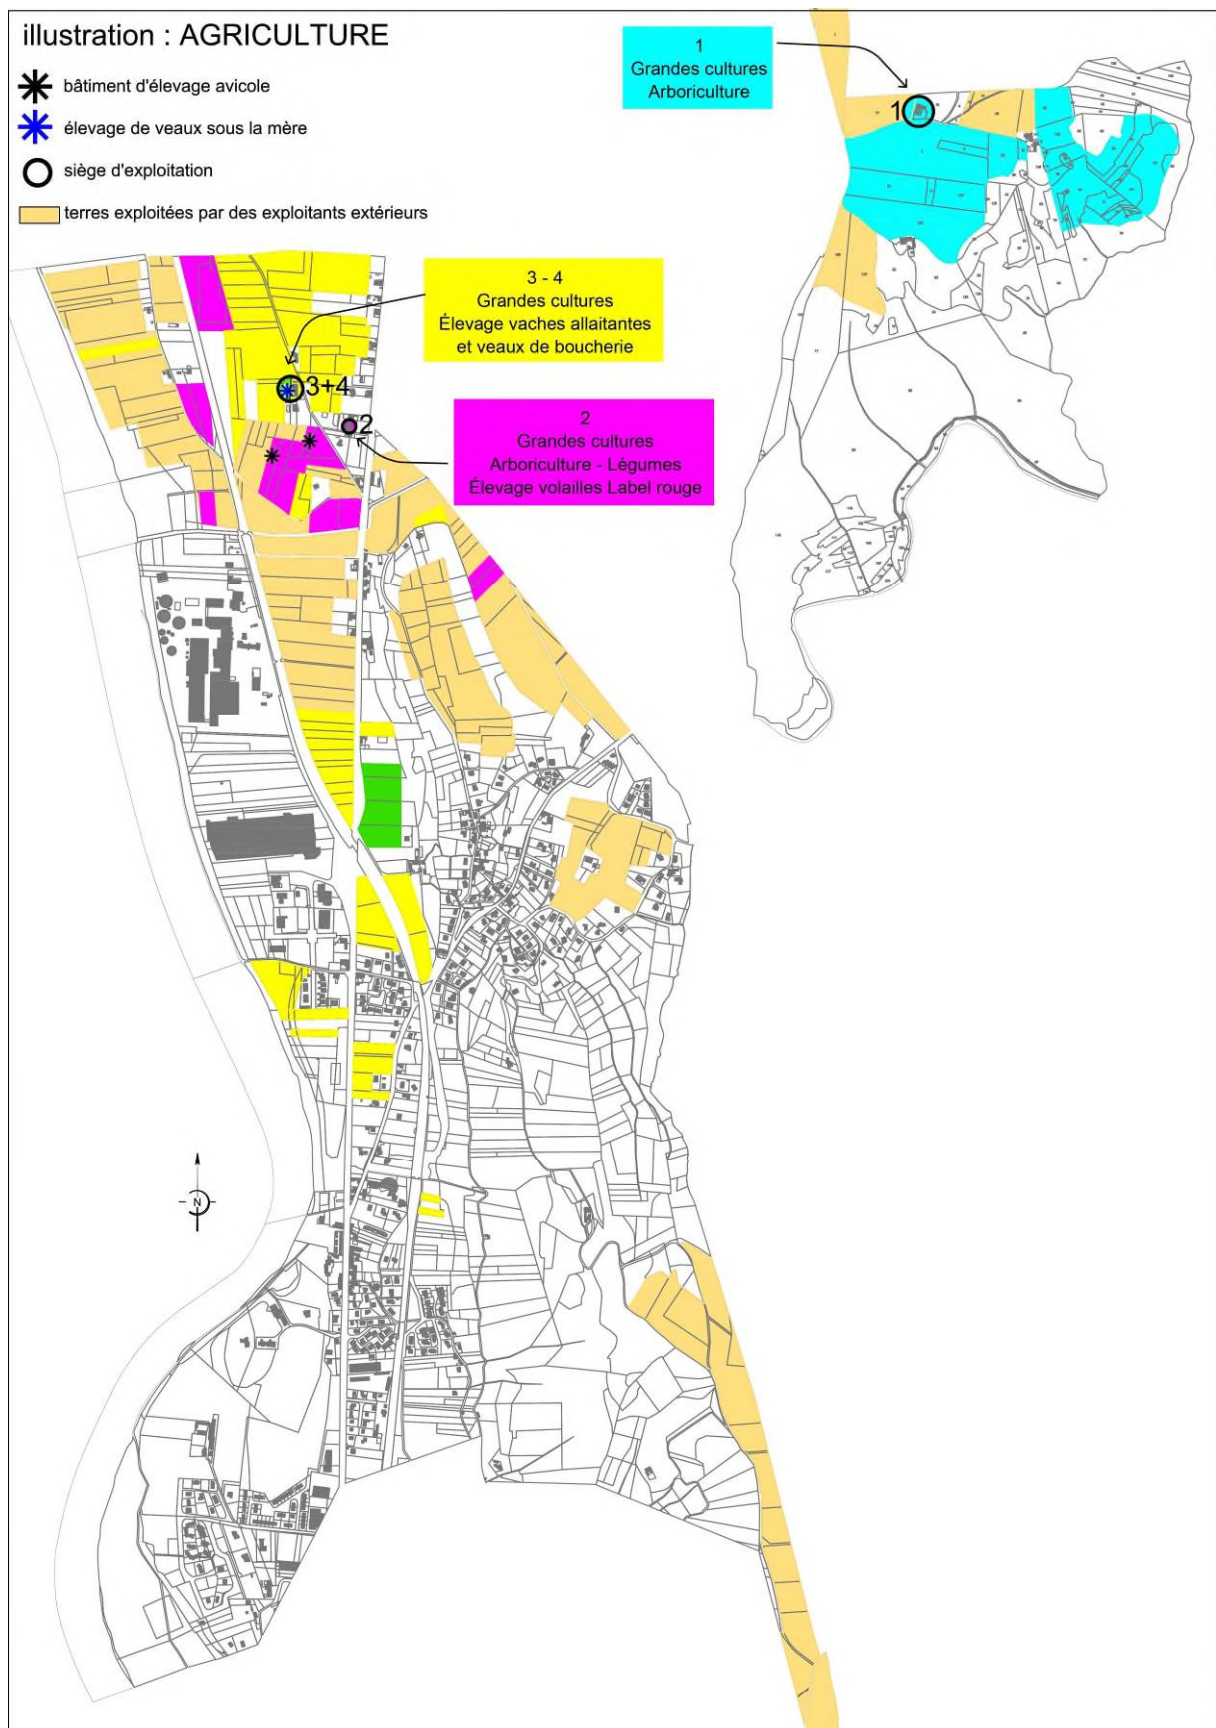 illustration : AGRICULTURE
bâtiment d'élevage avicole
élevage de veaux sous la mère
siège d'exploitation
terres exploitées par des exploitants extérieurs
1
Grandes cultures
Arboriculture
1
3 - 4
Grandes cultures
Élevage vaches allaitantes
et veaux de boucherie
3+4
2
2
Grandes cultures
Arboriculture - Légumes
Élevage volailles Label rouge
N